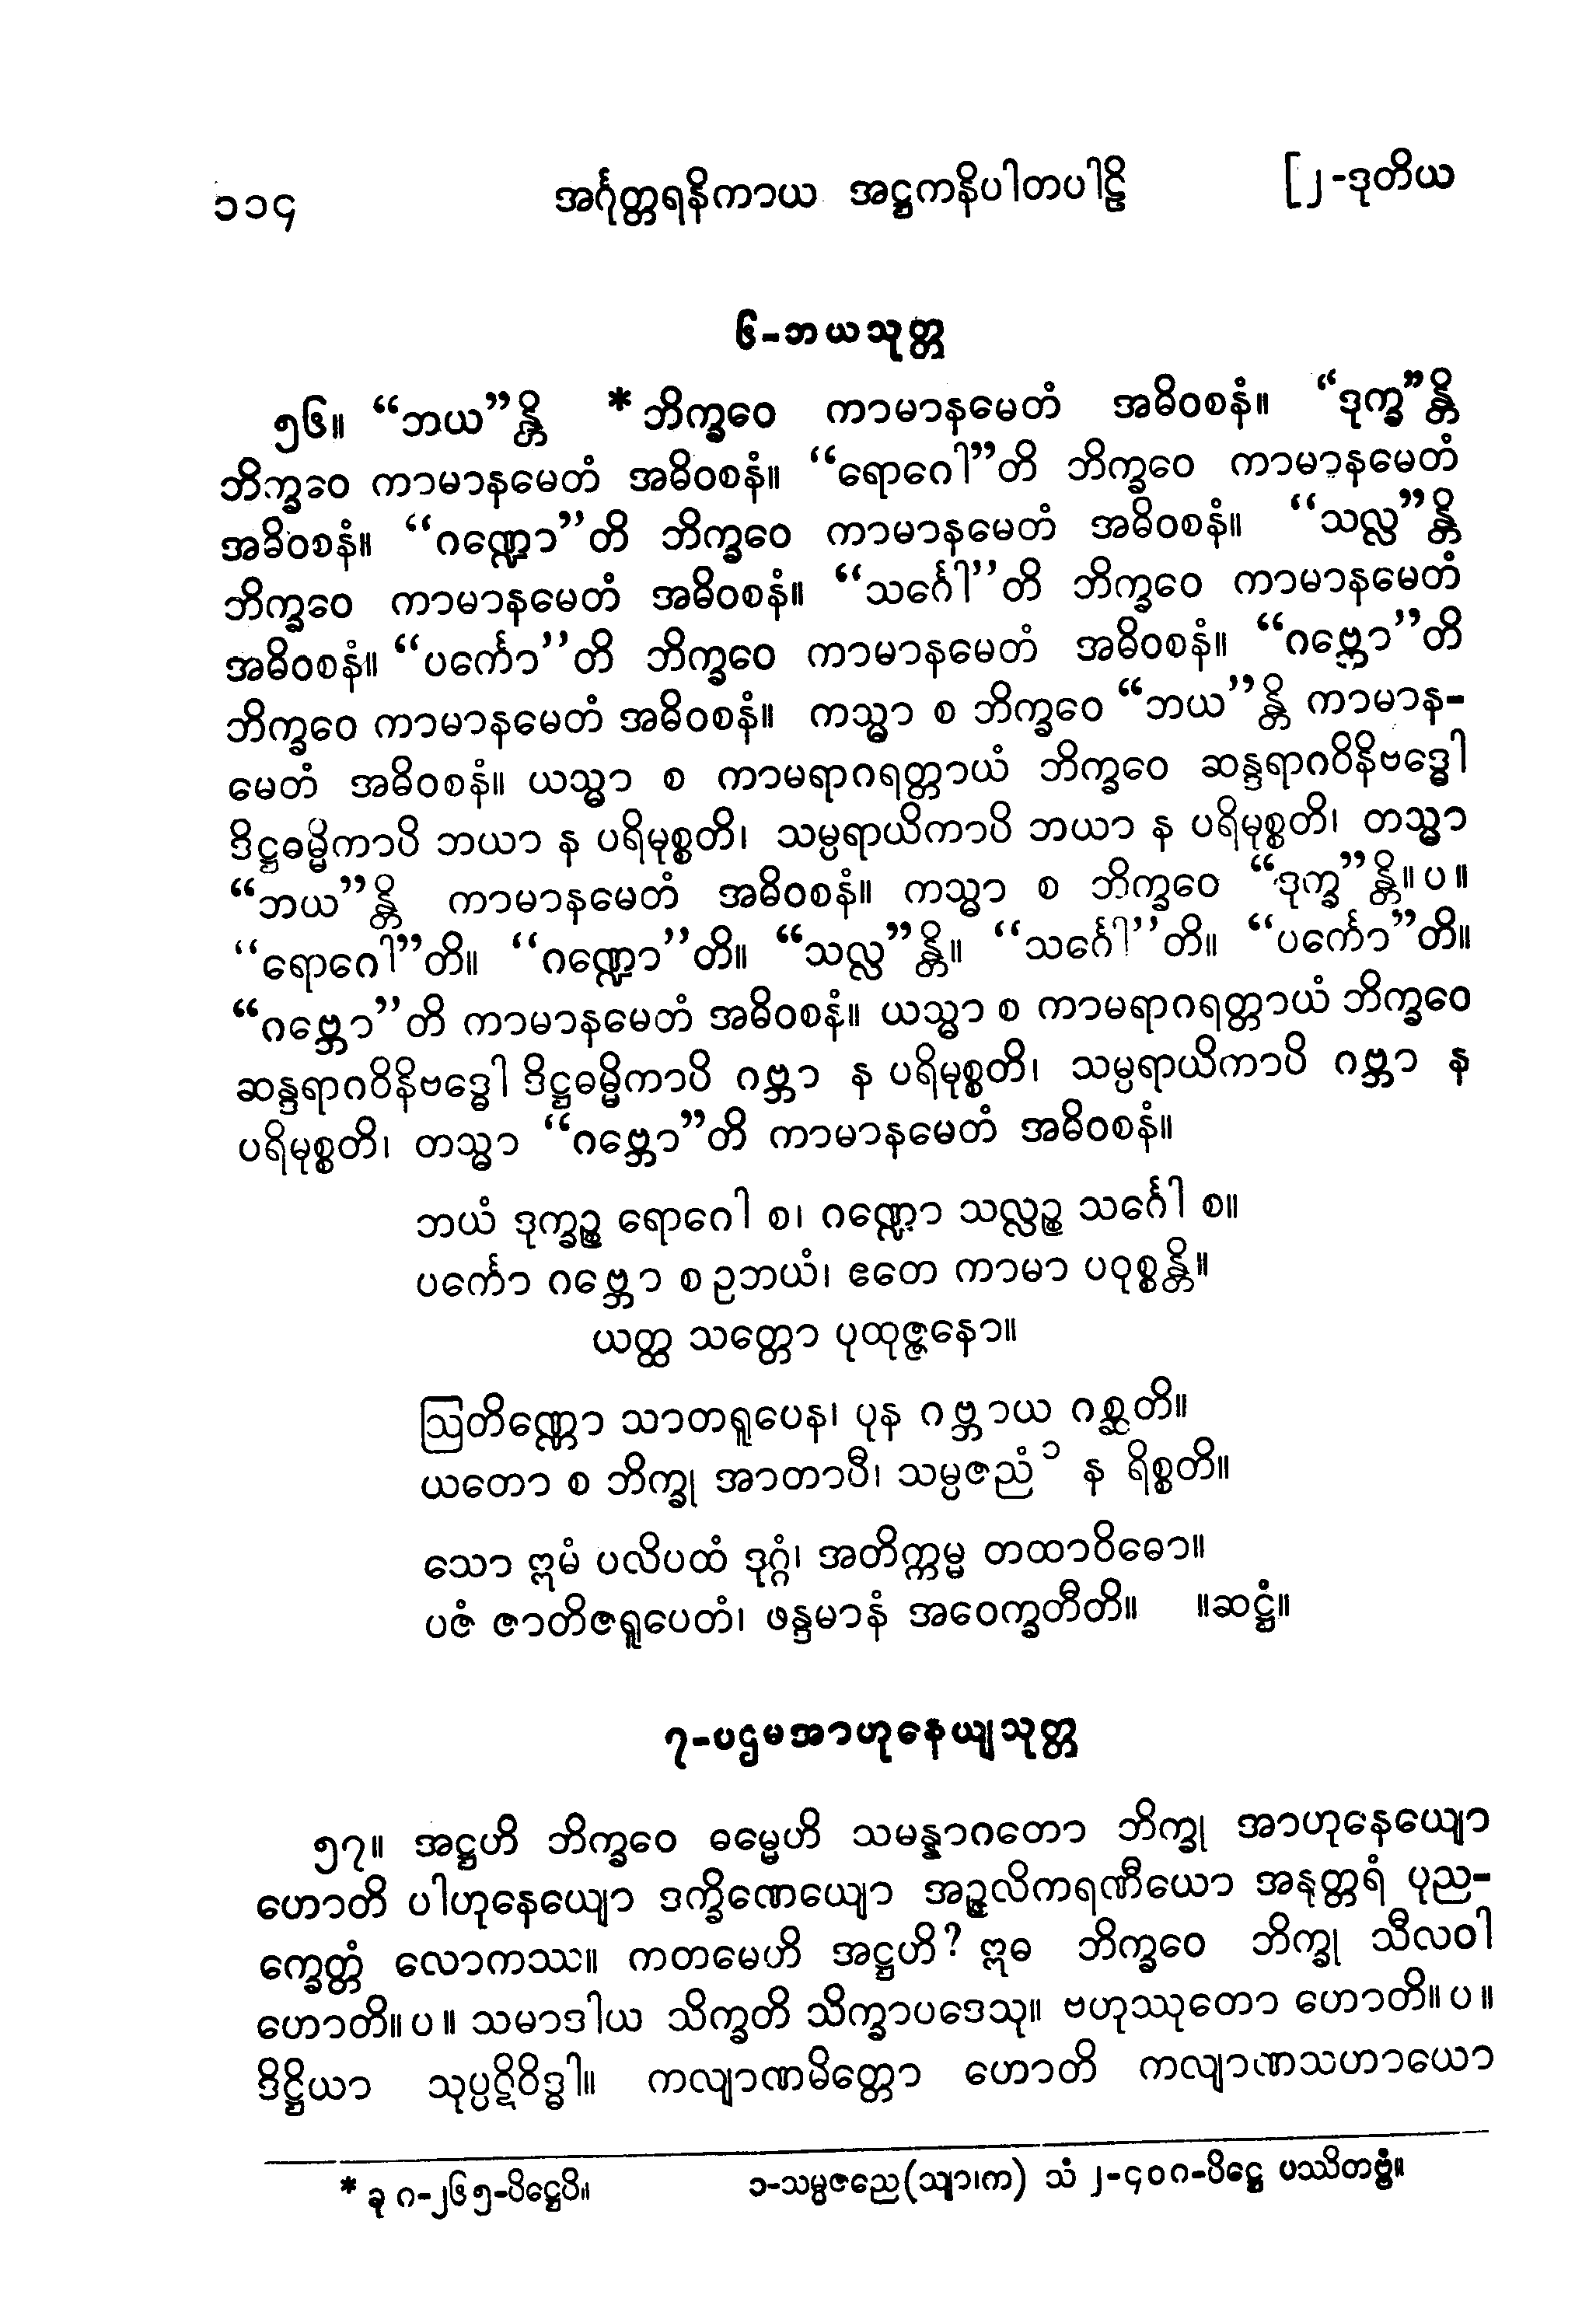 ၁၁၄ အင်္ဂုတ္တရနိကာယ အဋ္ဌကနိပါတပါဠိ [၂-ဒုတိယ
၆-ဘယသုတ္တ
၅၆။ “ဘယ”န္တိ *ဘိက္ခဝေ ကာမာနမေတံ အဓိဝစနံ။ “ဒုက္ခ”န္တိ
ဘိက္ခဝေ ကာမာနမေတံ အဓိဝစနံ။ “ရောဂေါ”တိ ဘိက္ခဝေ ကာမာနမေတံ
အဓိဝစနံ။ “ဂဏ္ဍော”တိ ဘိက္ခဝေ ကာမာနမေတံ အဓိဝစနံ။ “သလ္လ”န္တိ
ဘိက္ခဝေ ကာမာနမေတံ အဓိဝစနံ။ “သင်္ဂေါ”တိ ဘိက္ခဝေ ကာမာနမေတံ
အဓိဝစနံ။ “ပင်္ကော”တိ ဘိက္ခဝေ ကာမာနမေတံ အဓိဝစနံ။ “ဂဗ္ဘော”တိ
ဘိက္ခဝေ ကာမာနမေတံ အဓိဝစနံ။ ကသ္မာ စ ဘိက္ခဝေ “ဘယ”န္တိ ကာမာန-
မေတံ အဓိဝစနံ။ ယသ္မာ စ ကာမရာဂရတ္တာယံ ဘိက္ခဝေ ဆန္ဒရာဂဝိနိဗဒ္ဓေါ
ဒိဋ္ဌဓမ္မိကာပိ ဘယာ န ပရိမုစ္စတိ၊ သမ္ပရာယိကာပိ ဘယာ န ပရိမုစ္စတိ၊ တသ္မာ
“ဘယ”န္တိ ကာမာနမေတံ အဓိဝစနံ။ ကသ္မာ စ ဘိက္ခဝေ “ဒုက္ခ”န္တိ။ပ။
“ရောဂေါ”တိ။ “ဂဏ္ဍော”တိ။ “သလ္လ”န္တိ။ “သင်္ဂေါ”တိ။ “ပင်္ကော”တိ။
“ဂဗ္ဘော”တိ ကာမာနမေတံ အဓိဝစနံ။ ယသ္မာ စ ကာမရာဂရတ္တာယံ ဘိက္ခဝေ
ဆန္ဒရာဂဝိနိဗဒ္ဓေါ ဒိဋ္ဌဓမ္မိကာပိ ဂဗ္ဘာ န ပရိမုစ္စတိ၊ သမ္ပရာယိကာပိ ဂဗ္ဘာ န
ပရိမုစ္စတိ၊ တသ္မာ “ဂဗ္ဘော”တိ ကာမာနမေတံ အဓိဝစနံ။
ဘယံ ဒုက္ခဉ္စ ရောဂေါ စ၊ ဂဏ္ဍော သလ္လဉ္စ သင်္ဂေါ စ။
ပင်္ကော ဂဗ္ဘော စ ဥဘယံ၊ ဧတေ ကာမာ ပဝုစ္စန္တိ။
ယတ္ထ သတ္တော ပုထုဇ္ဇနော။
ဩတိဏ္ဏော သာတရူပေန၊ ပုန ဂဗ္ဘာယ ဂစ္ဆတိ။
ယတော စ ဘိက္ခု အာတာပီ၊ သမ္ပဇညံ ၁ န ရိစ္စတိ။
သော ဣမံ ပလိပထံ ဒုဂ္ဂံ၊ အတိက္ကမ္မ တထာဝိဓော။
ပဇံ ဇာတိဇရူပေတံ၊ ဖန္ဒမာနံ အဝေက္ခတီတိ။ ။ဆဋ္ဌံ။
၇-ပဌမအာဟုနေယျသုတ္တ
၅၇။ အဋ္ဌဟိ ဘိက္ခဝေ ဓမ္မေဟိ သမန္နာဂတော ဘိက္ခု အာဟုနေယျော
ဟောတိ ပါဟုနေယျော ဒက္ခိဏေယျော အဉ္ဇလိကရဏီယော အနုတ္တရံ ပုည-
က္ခေတ္တံ လောကဿ။ ကတမေဟိ အဋ္ဌဟိ? ဣဓ ဘိက္ခဝေ ဘိက္ခု သီလဝါ
ဟောတိ။ပ။ သမာဒါယ သိက္ခတိ သိက္ခာပဒေသု။ ဗဟုဿုတော ဟောတိ။ပ။
ဒိဋ္ဌိယာ သုပ္ပဋိဝိဒ္ဓါ။ ကလျာဏမိတ္တော ဟောတိ ကလျာဏသဟာယော
* ခု ဂ-၂၆၅-ပိဋ္ဌေပိ။ ၁-သမ္ပဇညေ(သျာ၊က) သံ ၂-၄၀၈-ပိဋ္ဌေ ပဿိတဗ္ဗံ။